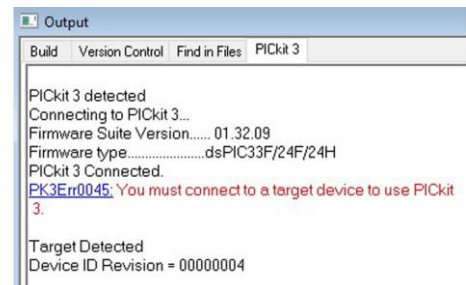 Output
Build Version Control Find in Files PICkit 3
PICkit 3 detected
Connecting to PICkit 3...
Firmware Suite Version...... 01.32.09
Firmware type......................dsPIC33F/24F/24H
PICkit 3 Connected.
PK3Err0045: You must connect to a target device to use PICkit
3.
Target Detected
Device ID Revision = 00000004